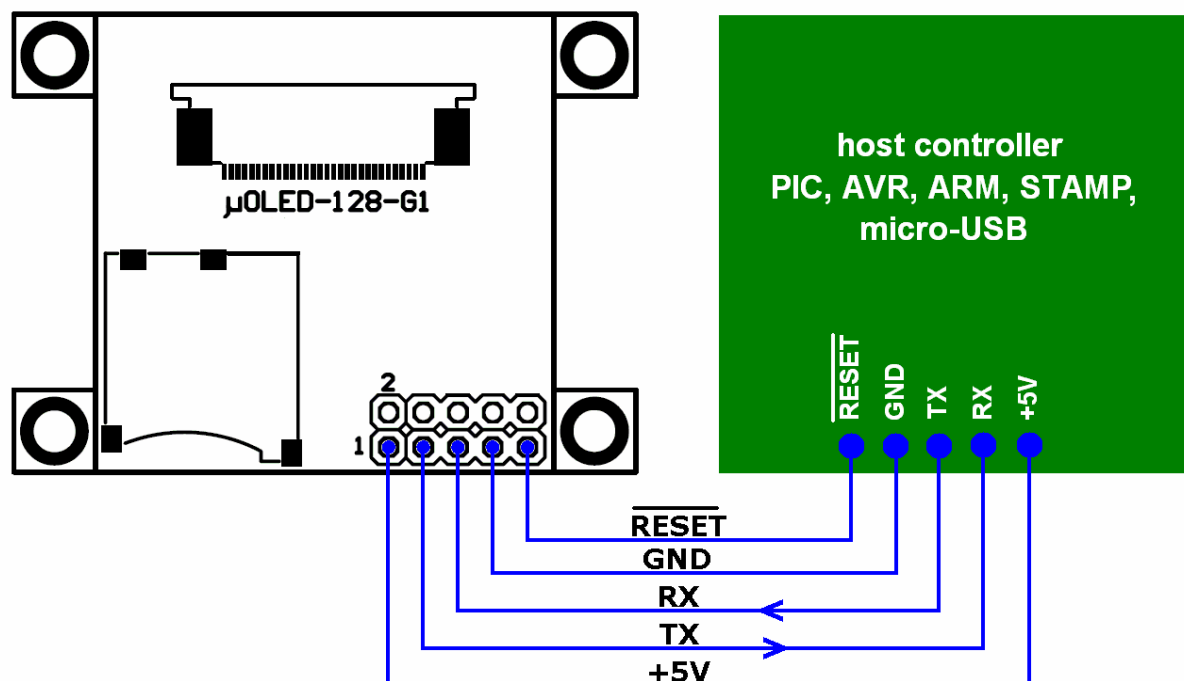 µOLED-128-G1
2
1
host controller
PIC, AVR, ARM, STAMP,
micro-USB
RESET
GND
TX
RX
+5V
RESET
GND
RX
TX
+5V